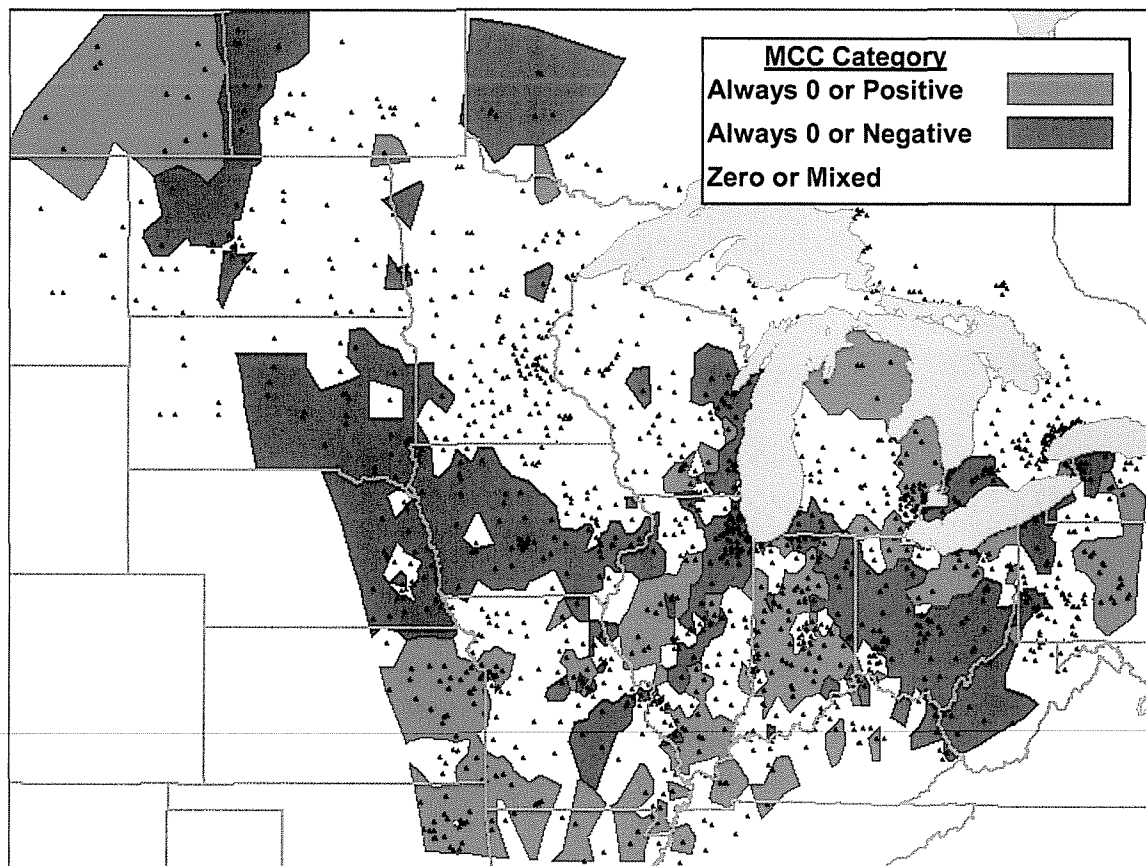 MCC Category
Always 0 or Positive
Always 0 or Negative
Zero or Mixed